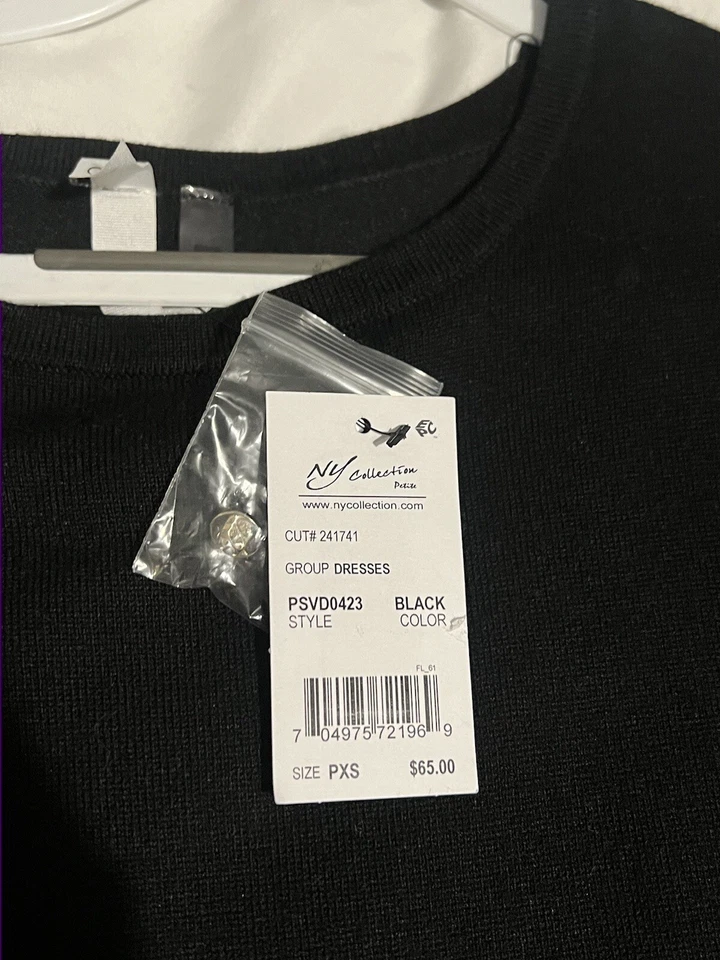 NY Collection
Petite
www.nycollection.com
CUT# 241741
GROUP DRESSES
PSVD0423 BLACK
STYLE COLOR
FL_61
7 04975 72196 9
SIZE PXS $65.00